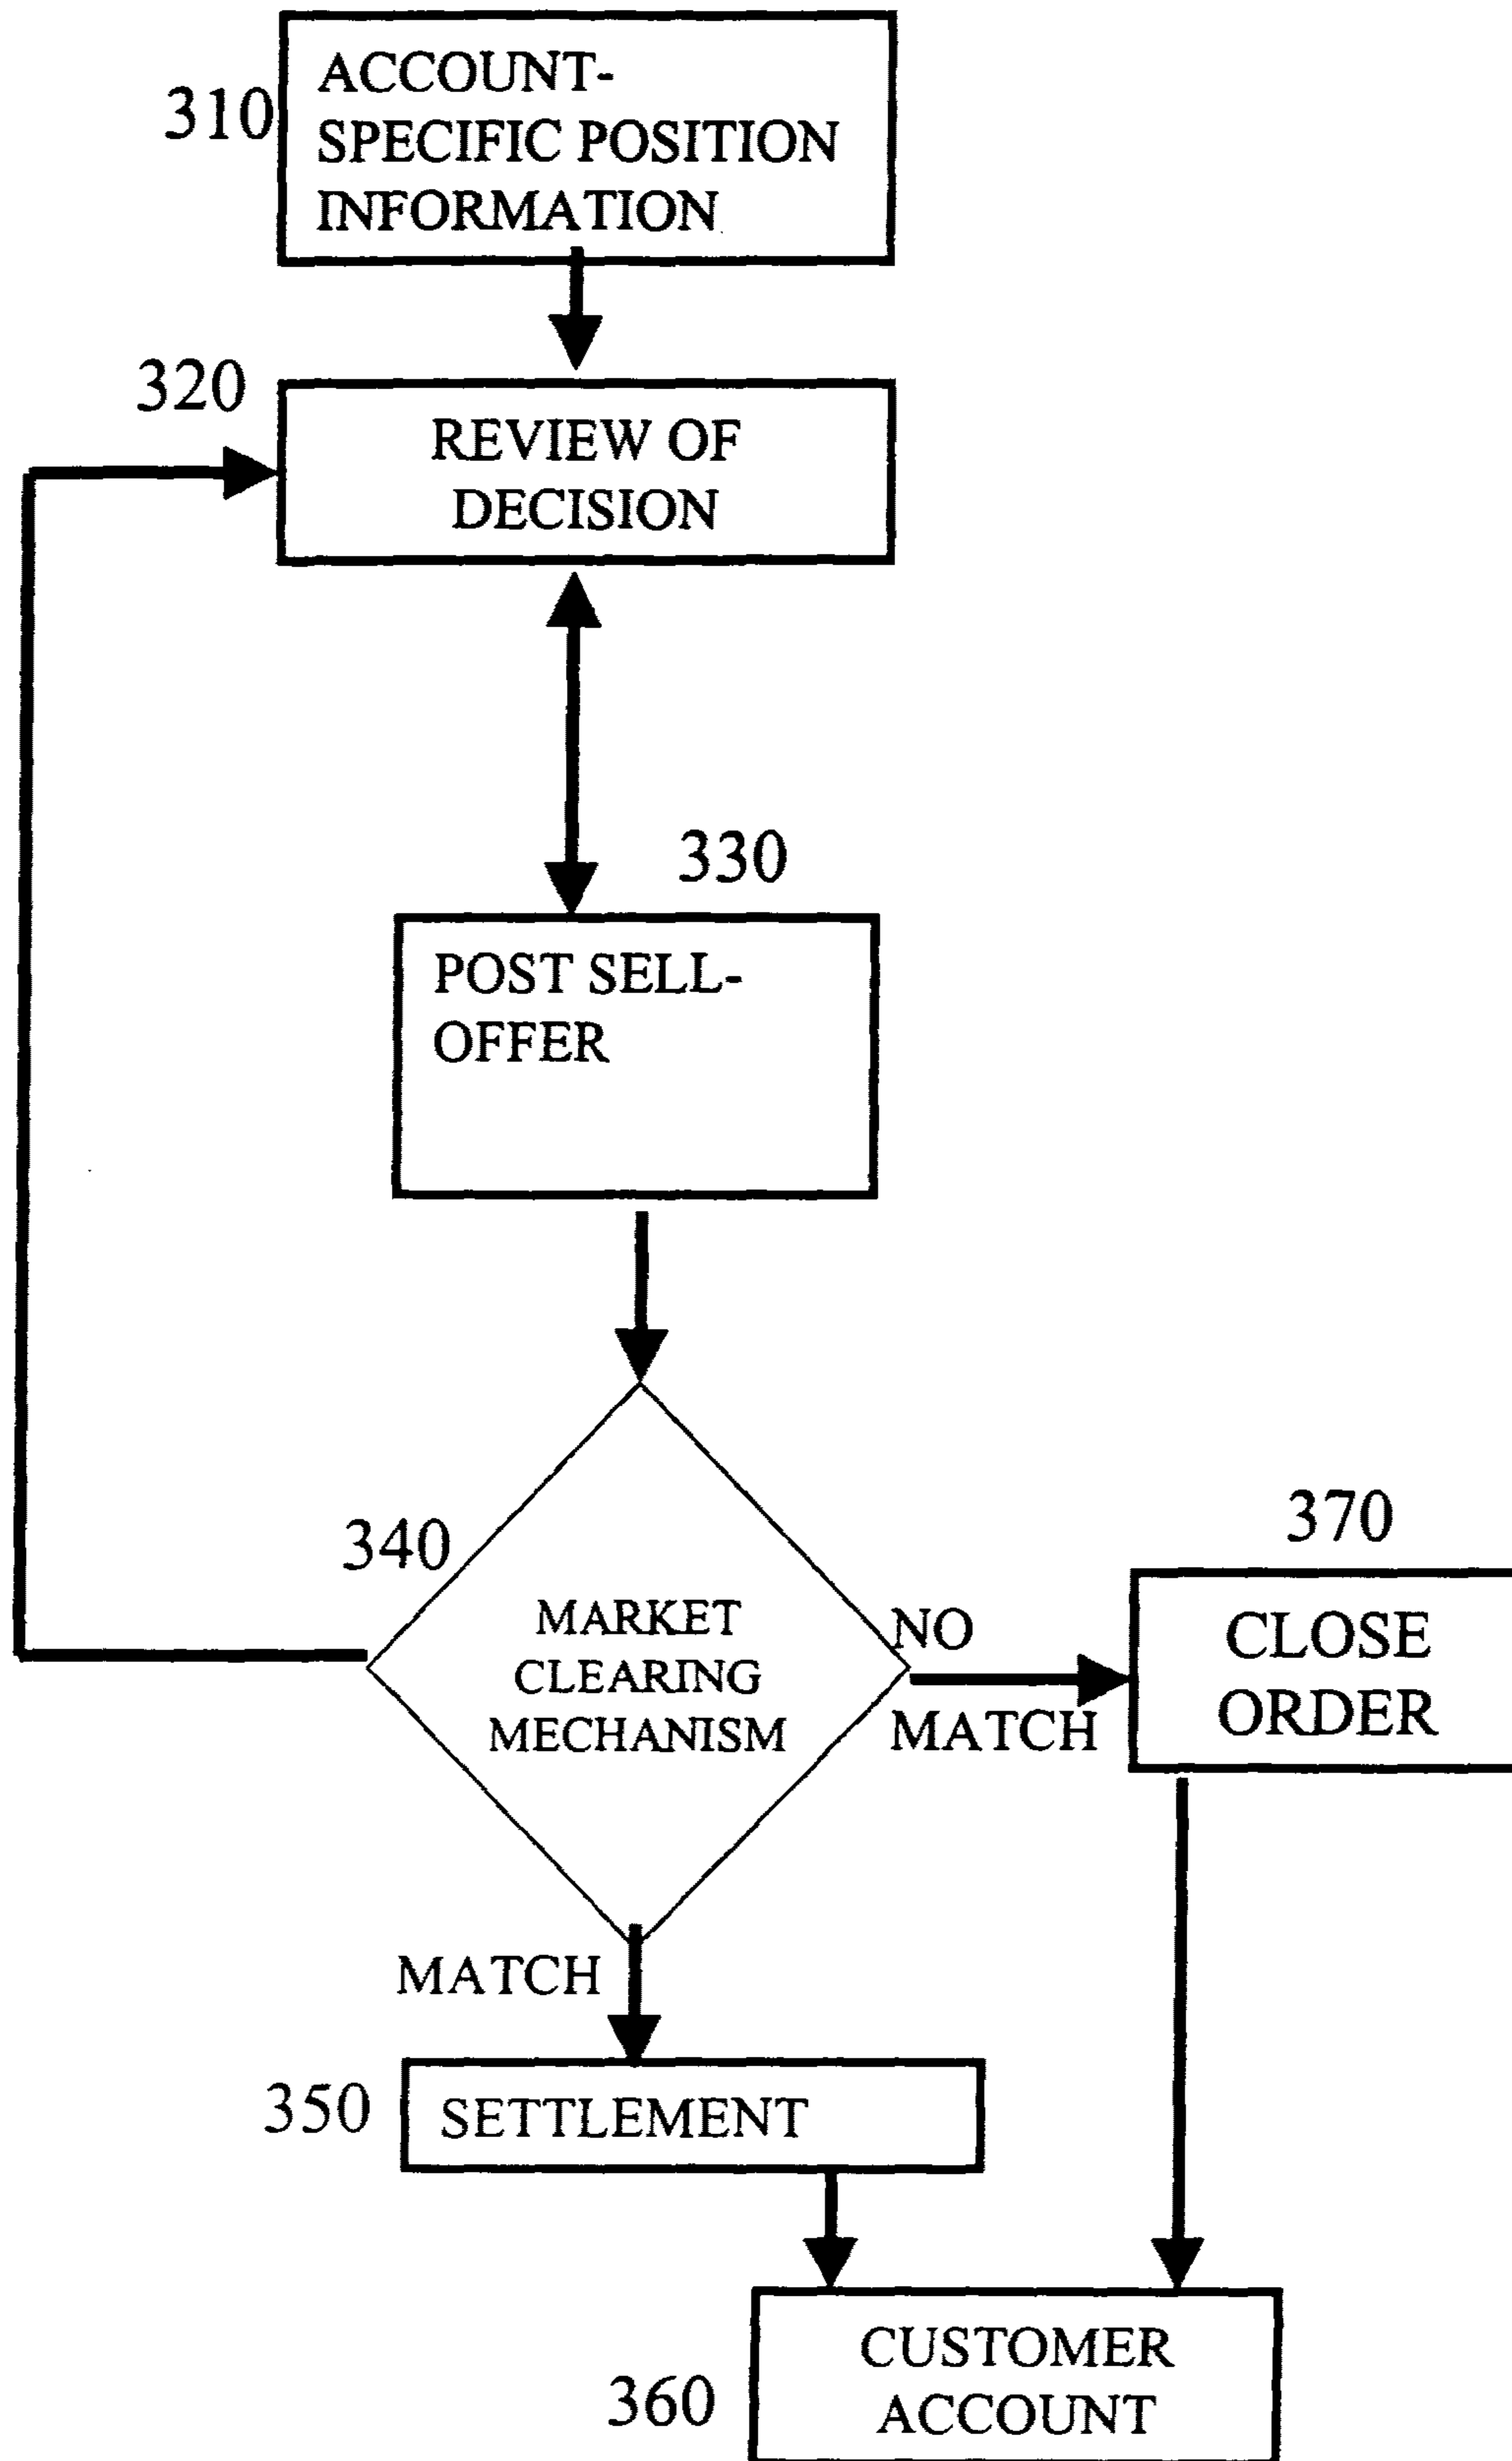 310
ACCOUNT-
SPECIFIC POSITION
INFORMATION
320
REVIEW OF
DECISION
330
POST SELL-
OFFER
340
MARKET
CLEARING
MECHANISM
NO
MATCH
370
CLOSE
ORDER
MATCH
350
SETTLEMENT
360
CUSTOMER
ACCOUNT